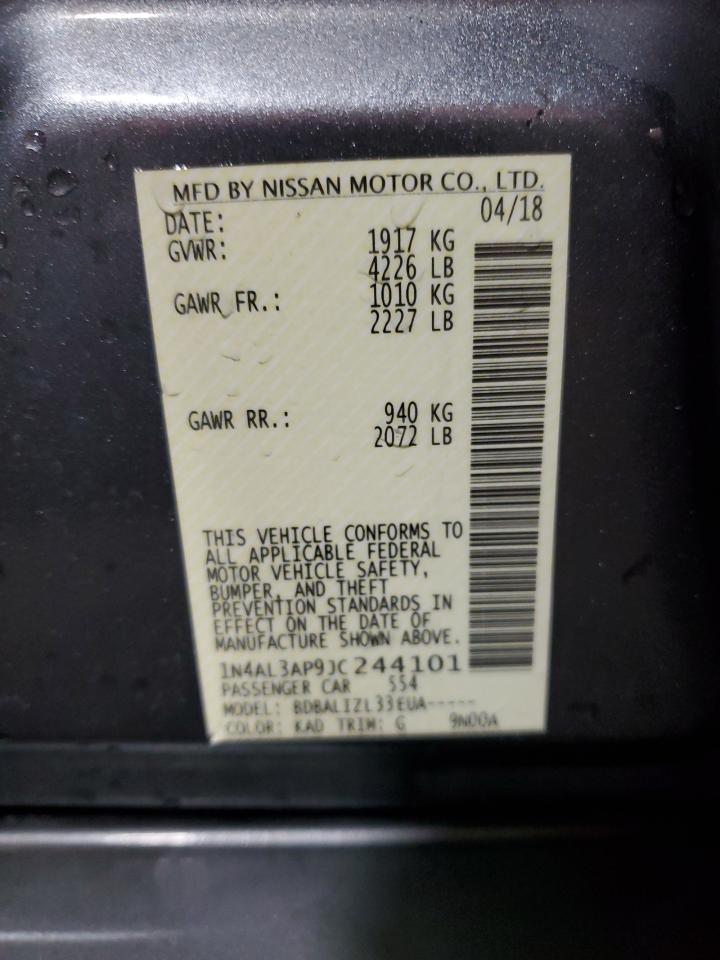 MFD BY NISSAN MOTOR CO., LTD.
DATE: 04/18
GVWR: 1917 KG
4226 LB
GAWR FR.: 1010 KG
2227 LB
GAWR RR.: 940 KG
2072 LB
THIS VEHICLE CONFORMS TO
ALL APPLICABLE FEDERAL
MOTOR VEHICLE SAFETY,
BUMPER, AND THEFT
PREVENTION STANDARDS IN
EFFECT ON THE DATE OF
MANUFACTURE SHOWN ABOVE.
1N4AL3AP9JC244101
PASSENGER CAR 554
MODEL: BDBALIZL33EUA-----
COLOR: KAD TRIM: G 9N00A